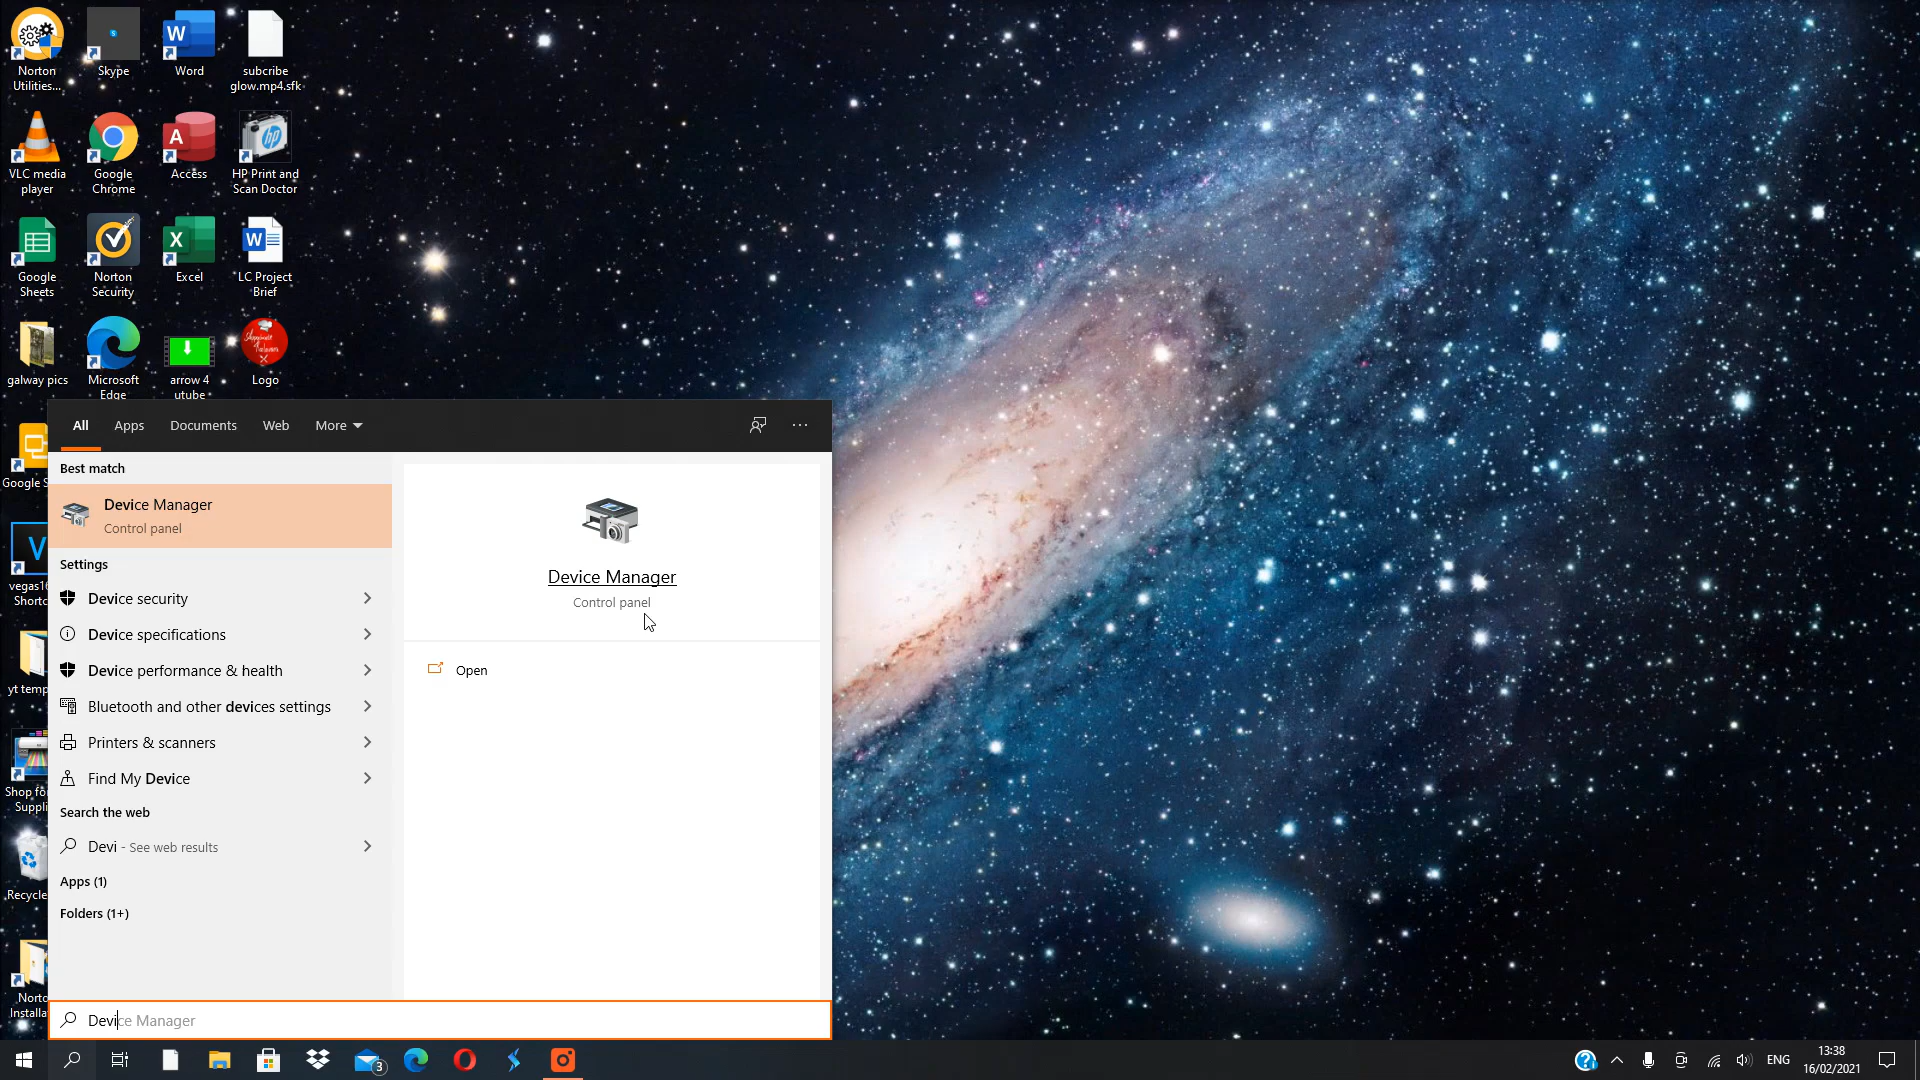 Norton
Utilities...
Skype
Word
subcribe
glow.mp4.sfk
VLC media
player
Google
Chrome
Access
HP Print and
Scan Doctor
Google
Sheets
Norton
Security
Excel
LC Project
Brief
galway pics
Microsoft
Edge
arrow 4
utube
Logo
Google S
vegas16
Shortc
yt temp
Shop for
Suppli
Recycle
Norto
Installa
All
Apps
Documents
Web
More
Best match
Device Manager
Control panel
Settings
Device security
Device specifications
Device performance & health
Bluetooth and other devices settings
Printers & scanners
Find My Device
Search the web
Devi - See web results
Apps (1)
Folders (1+)
Device Manager
Control panel
Open
Device Manager
3
ENG
13:38
16/02/2021